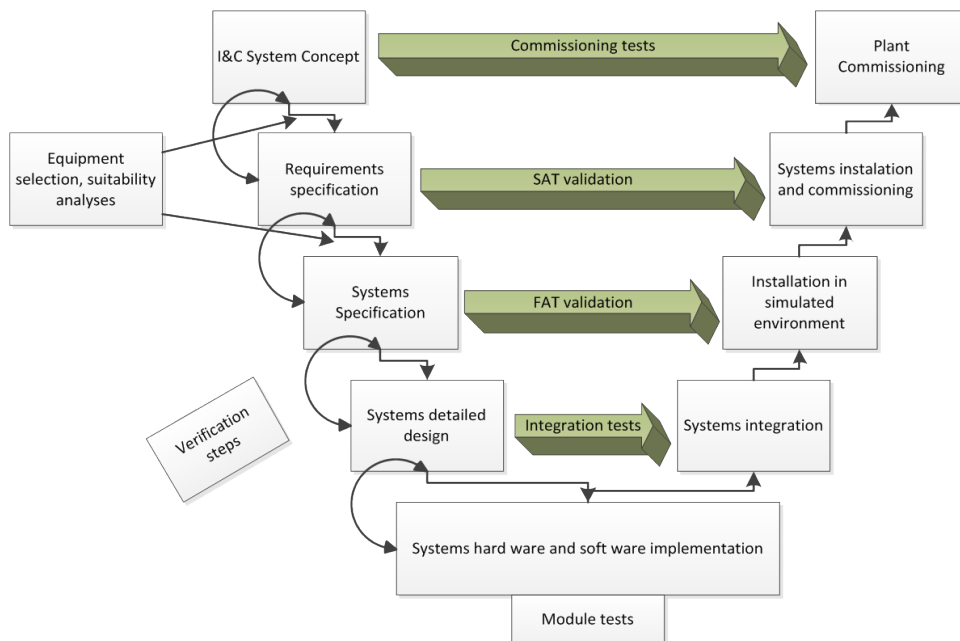 I&C System Concept
Commissioning tests
Plant
Commissioning
Equipment
selection, suitability
analyses
Requirements
specification
SAT validation
Systems instalation
and commissioning
Systems
Specification
FAT validation
Installation in
simulated
environment
Verification
steps
Systems detailed
design
Integration tests
Systems integration
Systems hard ware and soft ware implementation
Module tests